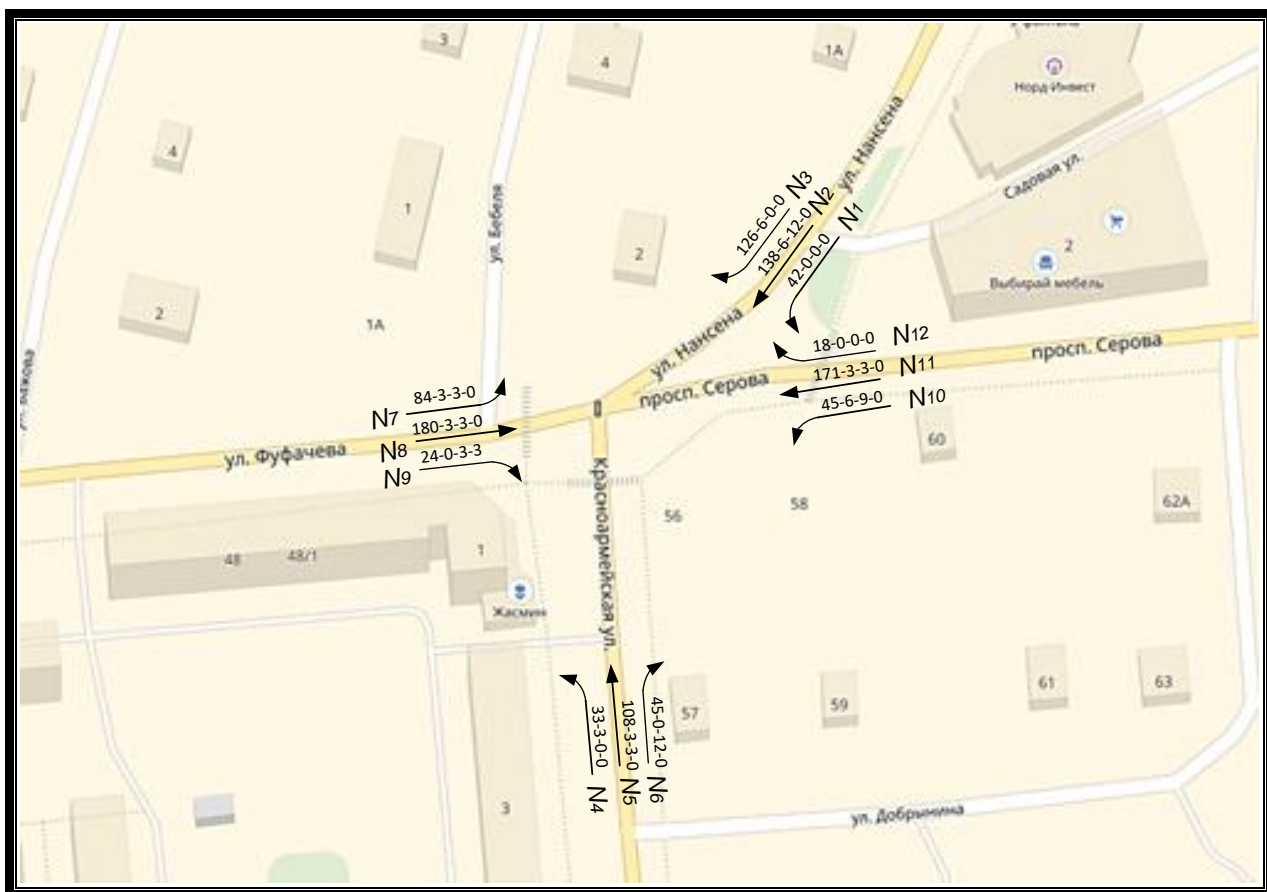 3
4
1А
Норд-Инвест
ул. Нансена
Садовая ул.
4
1
ул. Бебеля
2
126-6-0-0 N3
138-6-12-0 N2
42-0-0-0 N1
2
Выбирай мебель
2
1А
ул. Нансена
18-0-0-0 N12
171-3-3-0 N11
45-6-9-0 N10
просп. Серова
просп. Серова
N7 84-3-3-0
N8 180-3-3-0
N9 24-0-3-3
ул. Фуфачева
60
Красноармейская ул.
56
58
62А
48
48/1
1
Жасмин
33-3-0-0 N4
108-3-3-0 N5
45-0-12-0 N6
57
59
61
63
3
ул. Добрынина